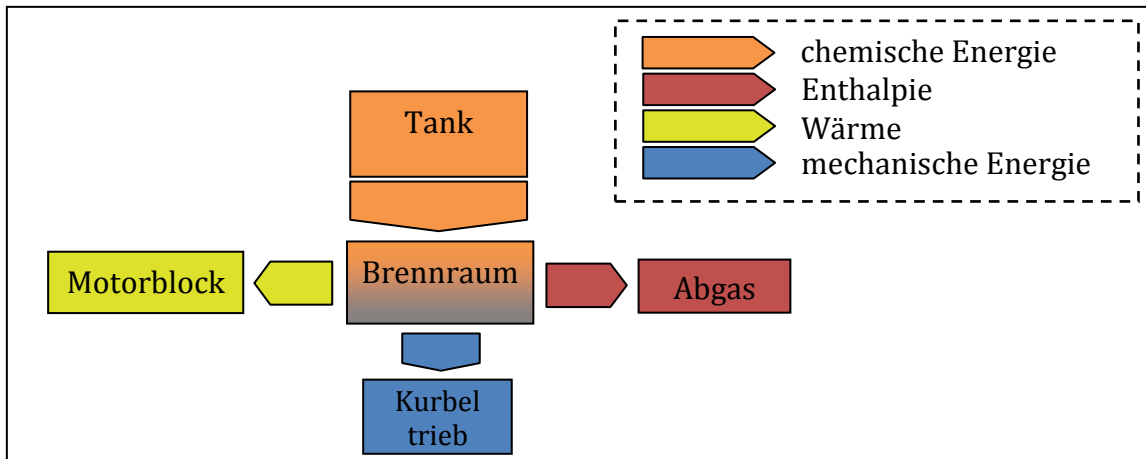 chemische Energie
Enthalpie
Wärme
mechanische Energie
Tank
Motorblock
Brennraum
Abgas
Kurbel
trieb